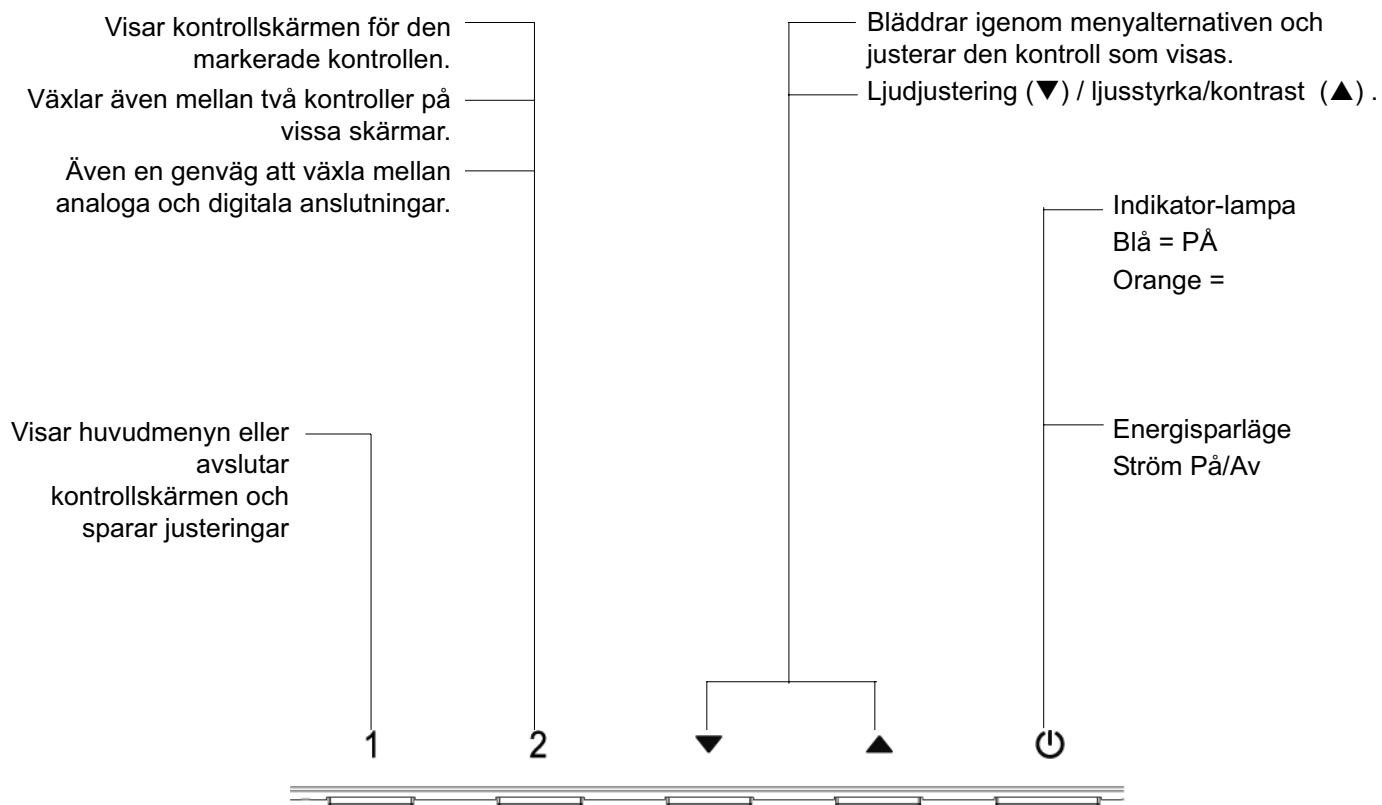 Visar kontrollskärmen för den
markerade kontrollen.
Växlar även mellan två kontroller på
vissa skärmar.
Även en genväg att växla mellan
analoga och digitala anslutningar.
Bläddrar igenom menyalternativen och
justerar den kontroll som visas.
Ljudjustering (▼) / ljusstyrka/kontrast (▲) .
Indikator-lampa
Blå = PÅ
Orange =
Visar huvudmenyn eller
avslutar
kontrollskärmen och
sparar justeringar
Energisparläge
Ström På/Av
1 2 ▼ ▲ ⏻